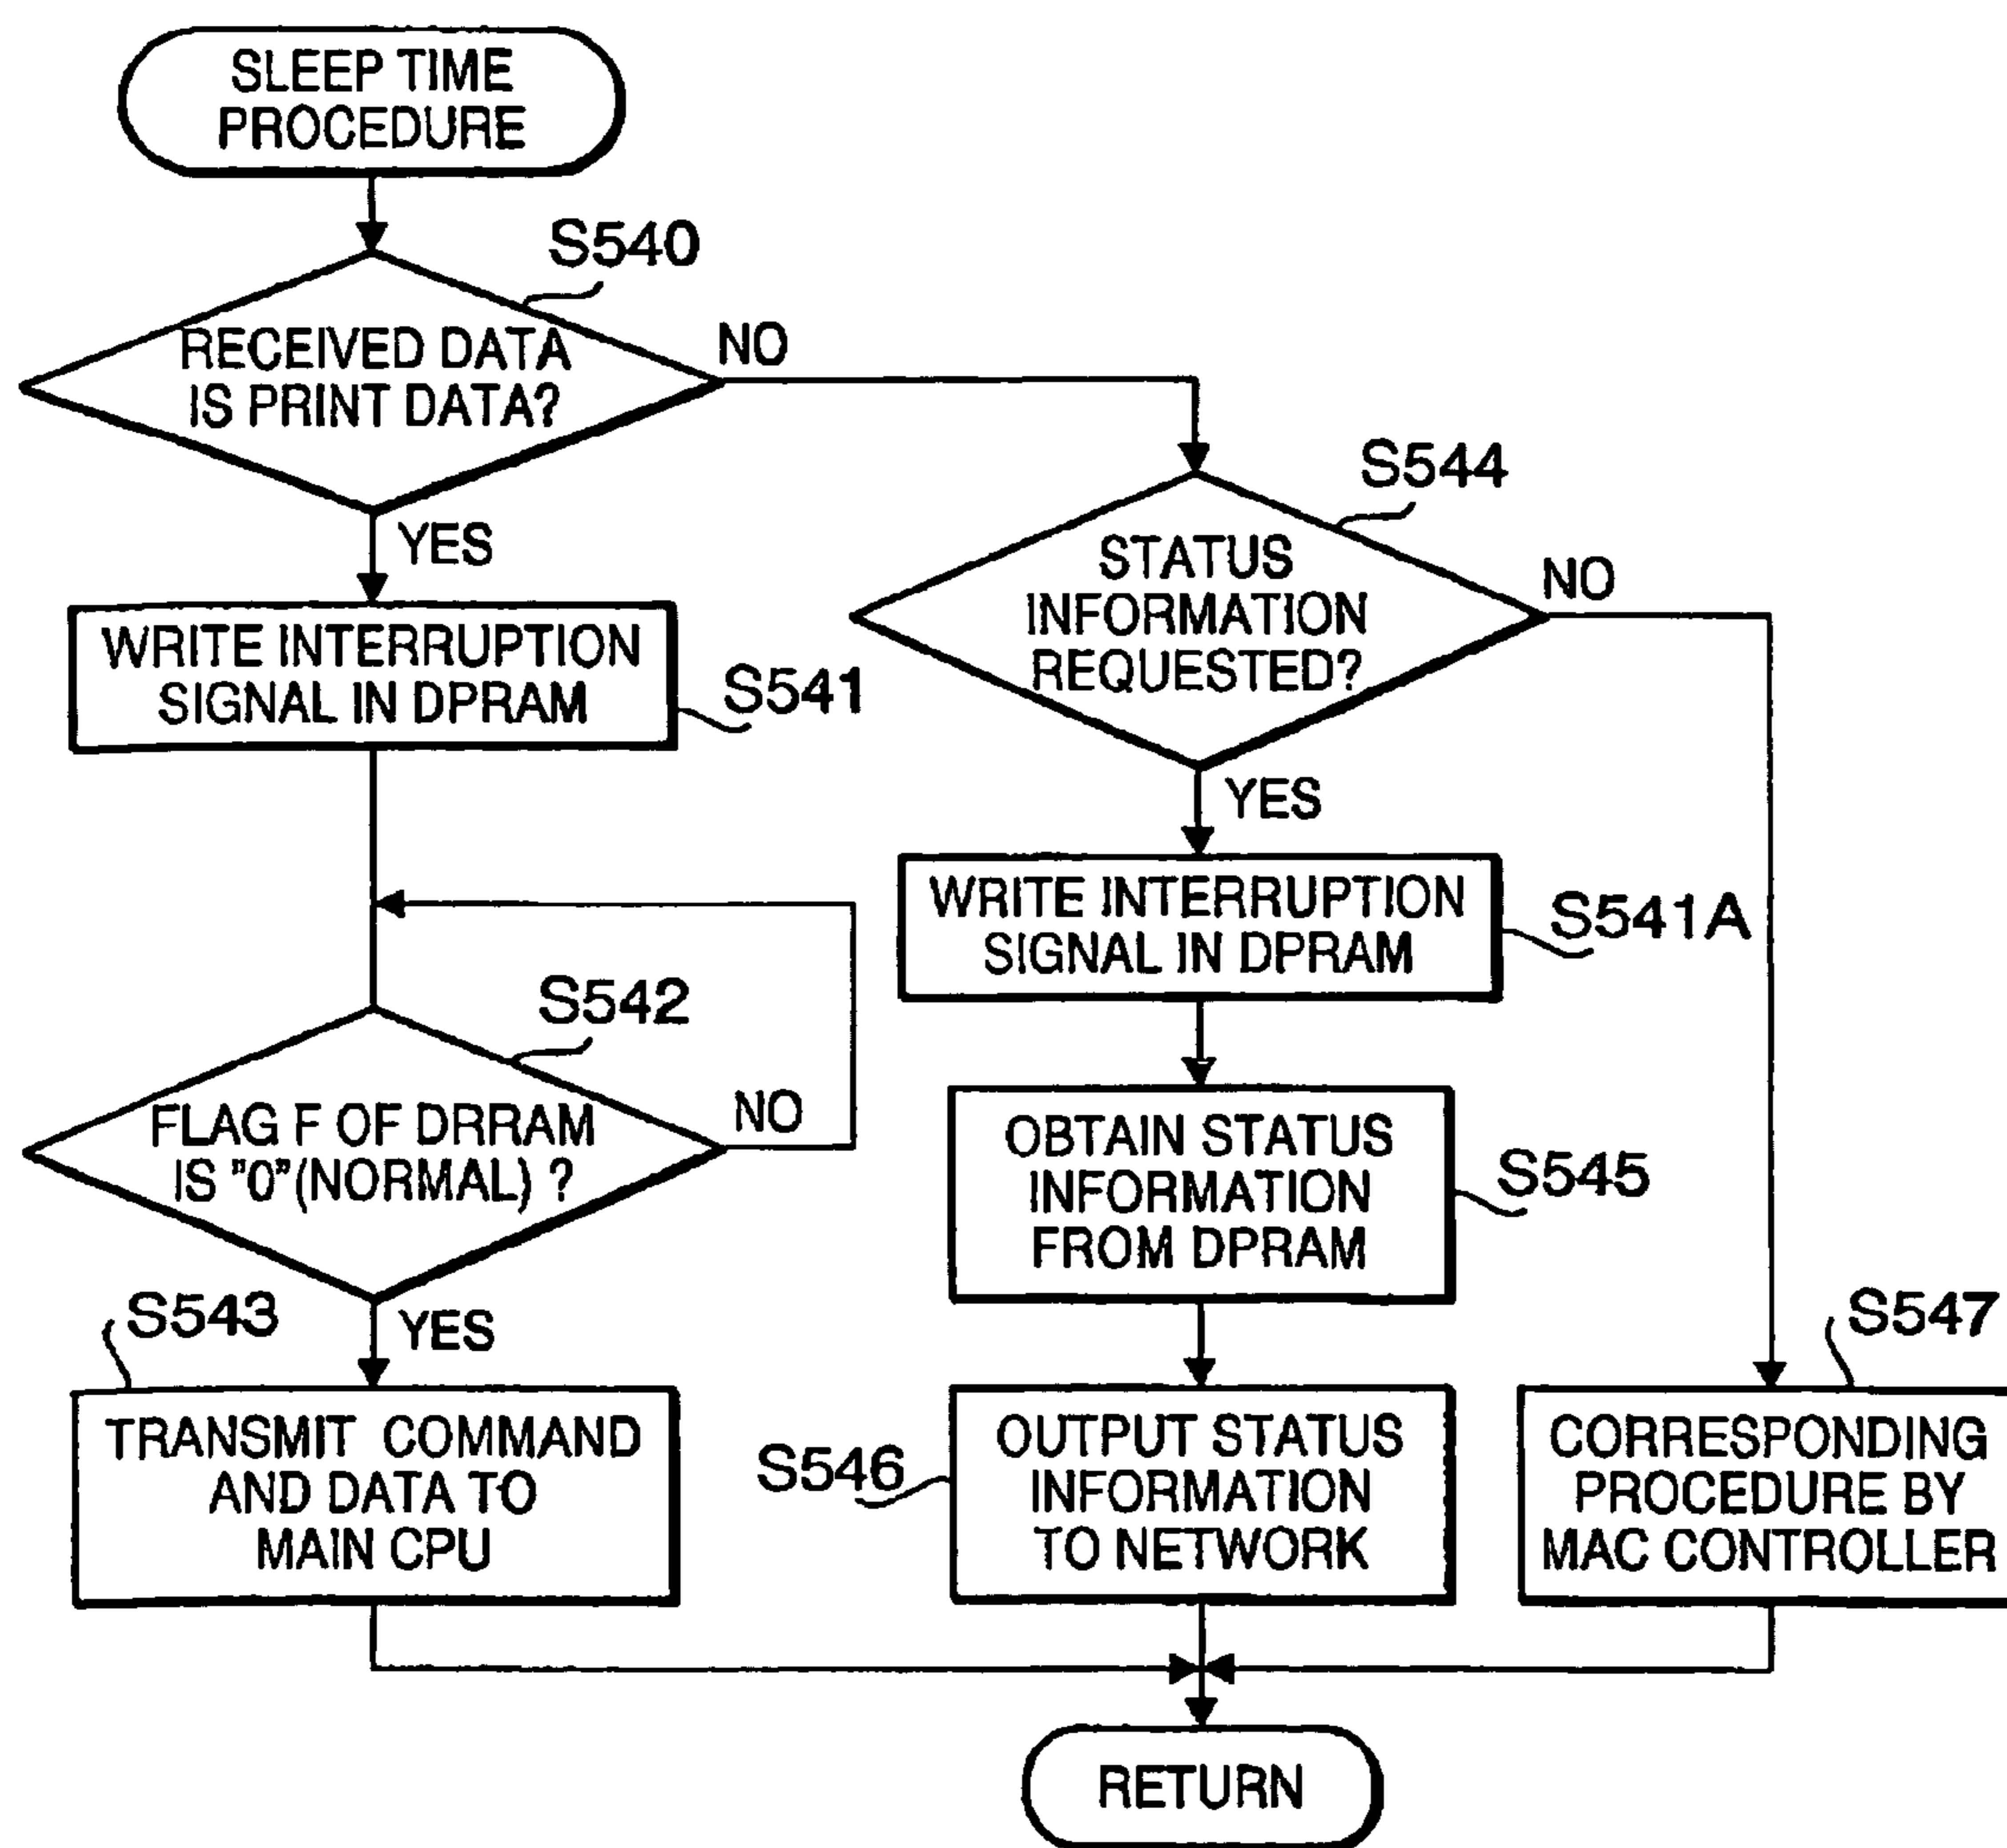 SLEEP TIME
PROCEDURE
S540
RECEIVED DATA
IS PRINT DATA?
NO
YES
S544
STATUS
INFORMATION
REQUESTED?
NO
YES
WRITE INTERRUPTION
SIGNAL IN DPRAM
S541
WRITE INTERRUPTION
SIGNAL IN DPRAM
S541A
S542
FLAG F OF DRRAM
IS "0"(NORMAL) ?
NO
YES
OBTAIN STATUS
INFORMATION
FROM DPRAM
S545
S543
TRANSMIT COMMAND
AND DATA TO
MAIN CPU
S546
OUTPUT STATUS
INFORMATION
TO NETWORK
S547
CORRESPONDING
PROCEDURE BY
MAC CONTROLLER
RETURN